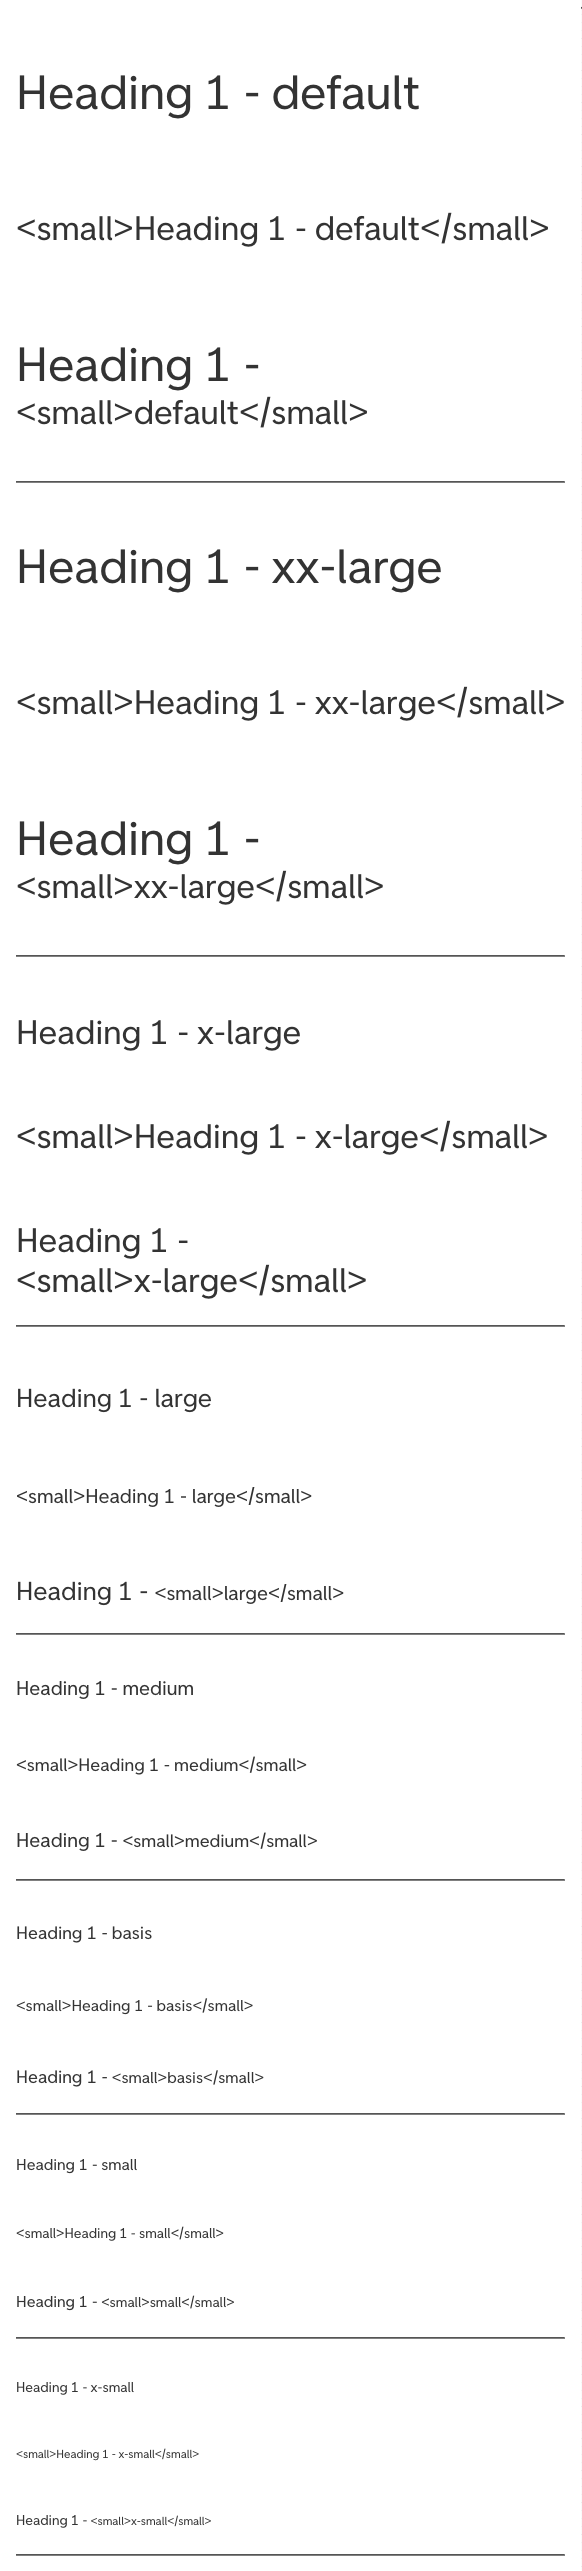 Heading 1 - default
<small>Heading 1 - default</small>
Heading 1 -
<small>default</small>
Heading 1 - xx-large
<small>Heading 1 - xx-large</small>
Heading 1 -
<small>xx-large</small>
Heading 1 - x-large
<small>Heading 1 - x-large</small>
Heading 1 -
<small>x-large</small>
Heading 1 - large
<small>Heading 1 - large</small>
Heading 1 - <small>large</small>
Heading 1 - medium
<small>Heading 1 - medium</small>
Heading 1 - <small>medium</small>
Heading 1 - basis
<small>Heading 1 - basis</small>
Heading 1 - <small>basis</small>
Heading 1 - small
<small>Heading 1 - small</small>
Heading 1 - <small>small</small>
Heading 1 - x-small
<small>Heading 1 - x-small</small>
Heading 1 - <small>x-small</small>